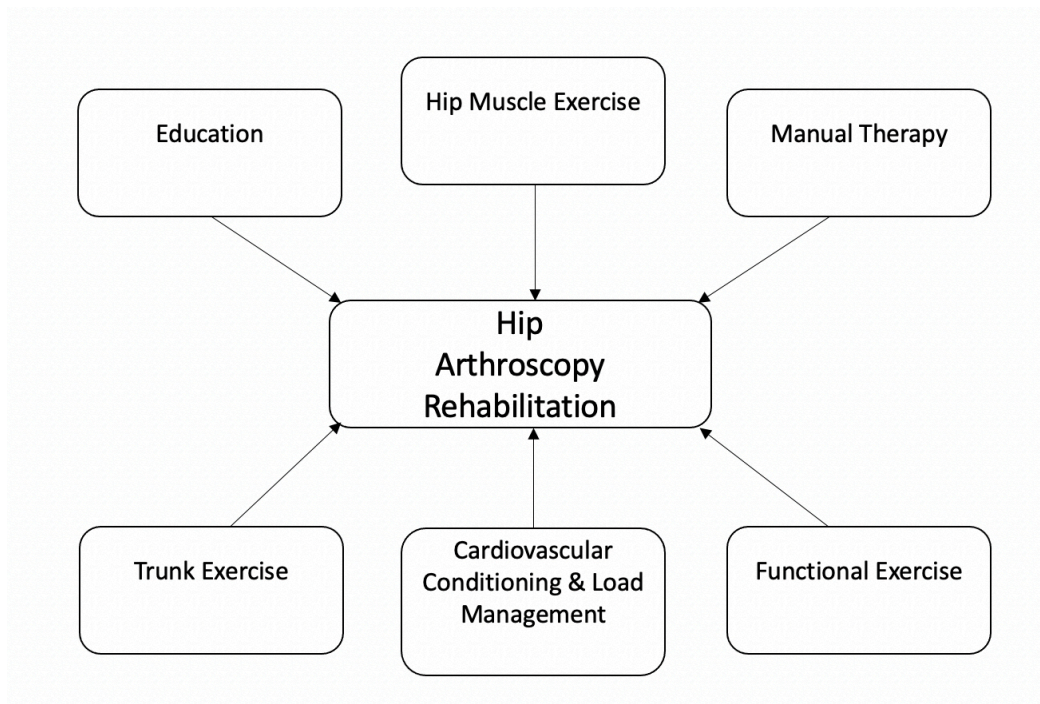 Education
Hip Muscle Exercise
Manual Therapy
Hip
Arthroscopy
Rehabilitation
Trunk Exercise
Cardiovascular
Conditioning & Load
Management
Functional Exercise